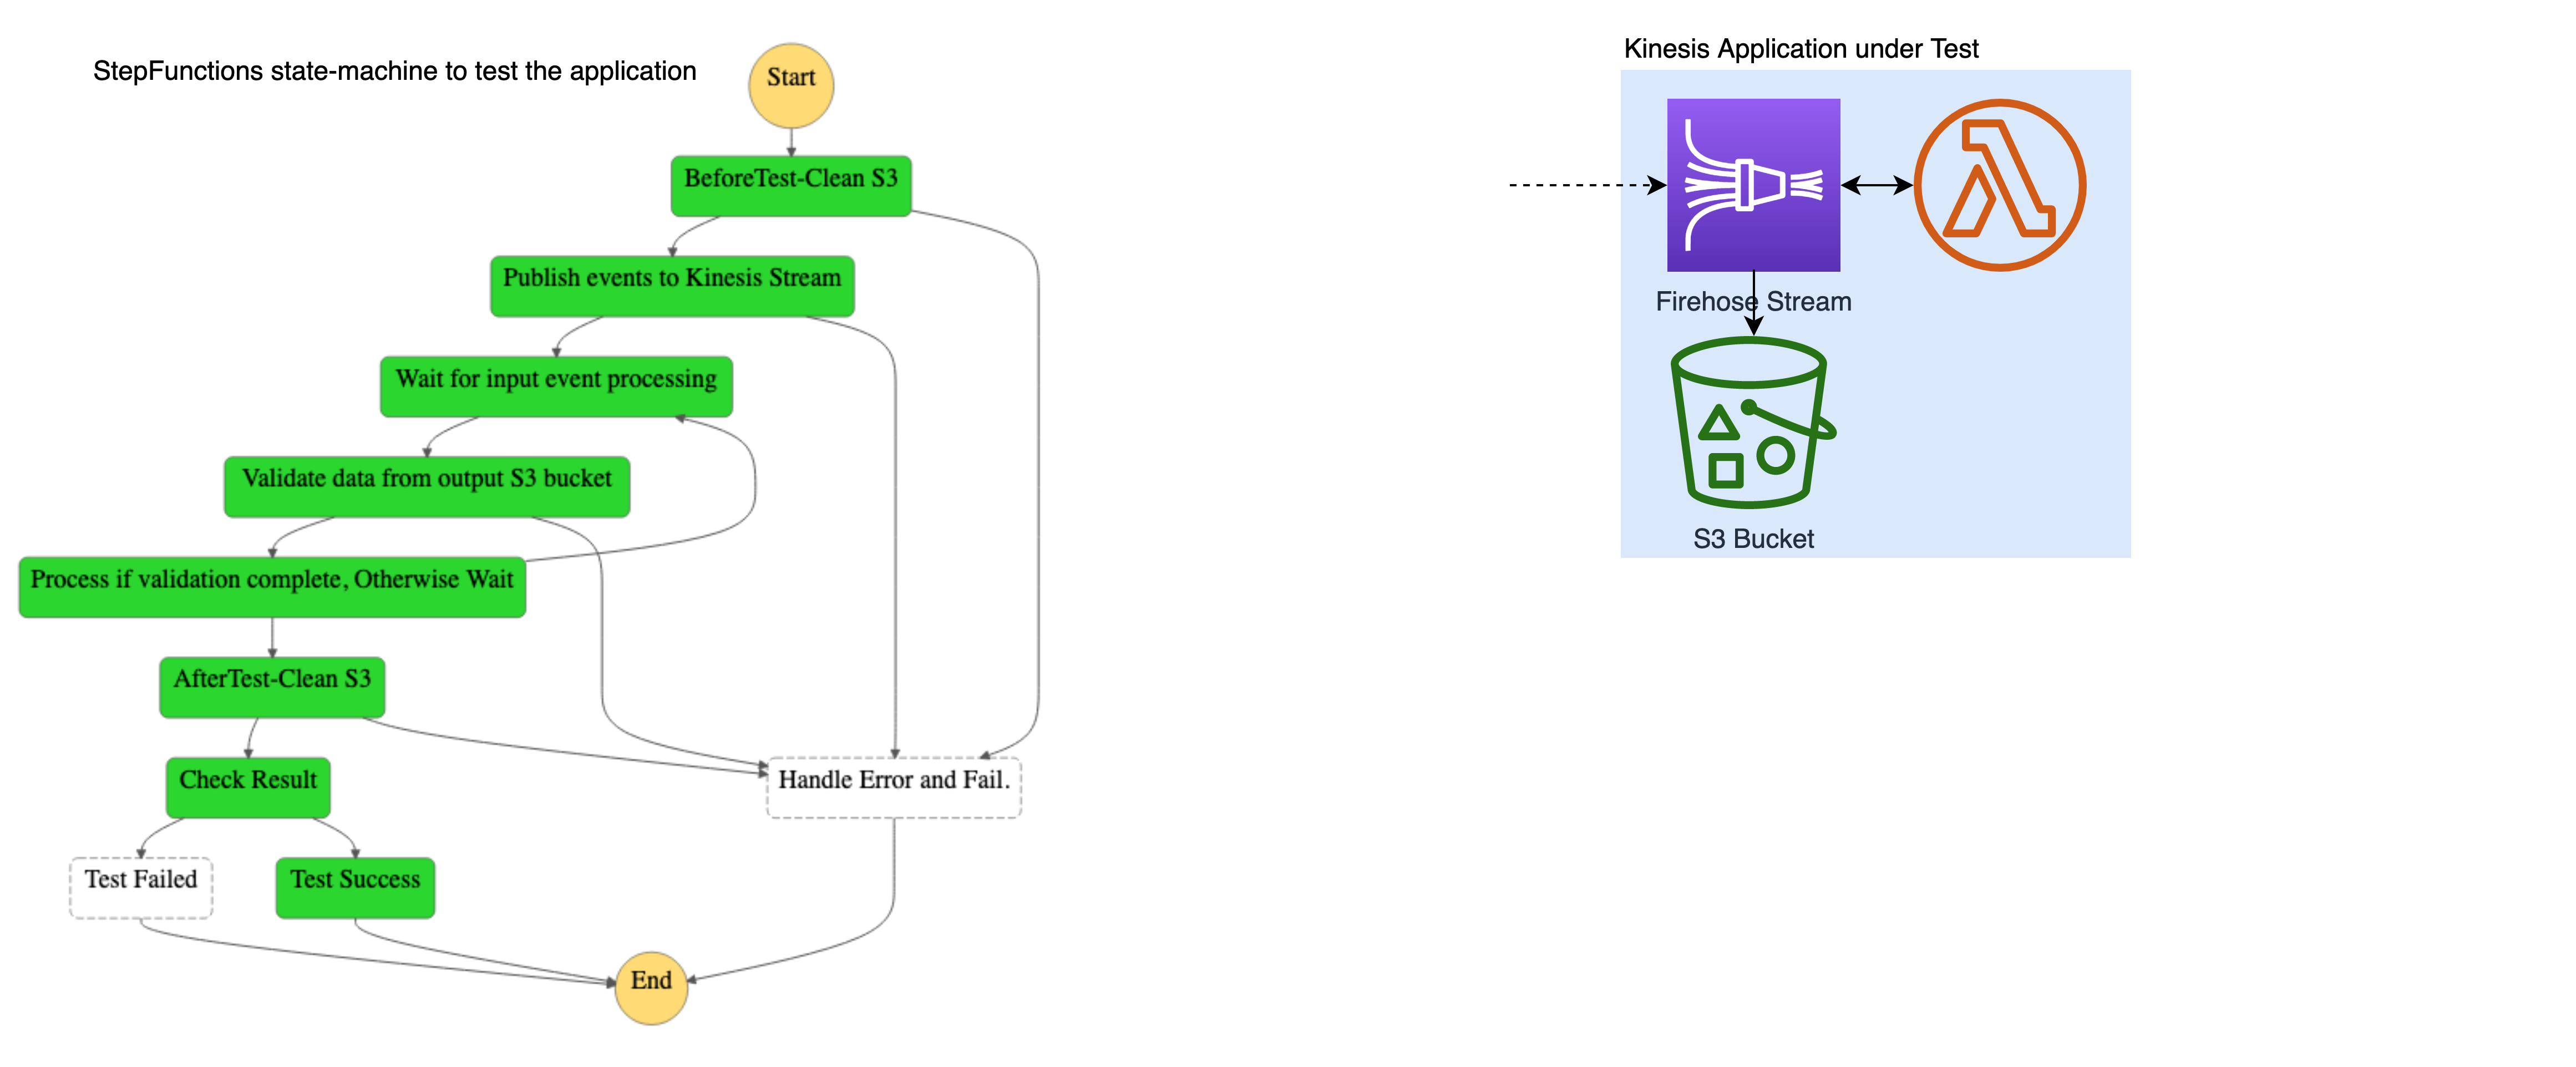 StepFunctions state-machine to test the application
Start
BeforeTest-Clean S3
Publish events to Kinesis Stream
Wait for input event processing
Validate data from output S3 bucket
Process if validation complete, Otherwise Wait
AfterTest-Clean S3
Check Result
Handle Error and Fail.
Test Failed
Test Success
End
Kinesis Application under Test
Firehose Stream
S3 Bucket